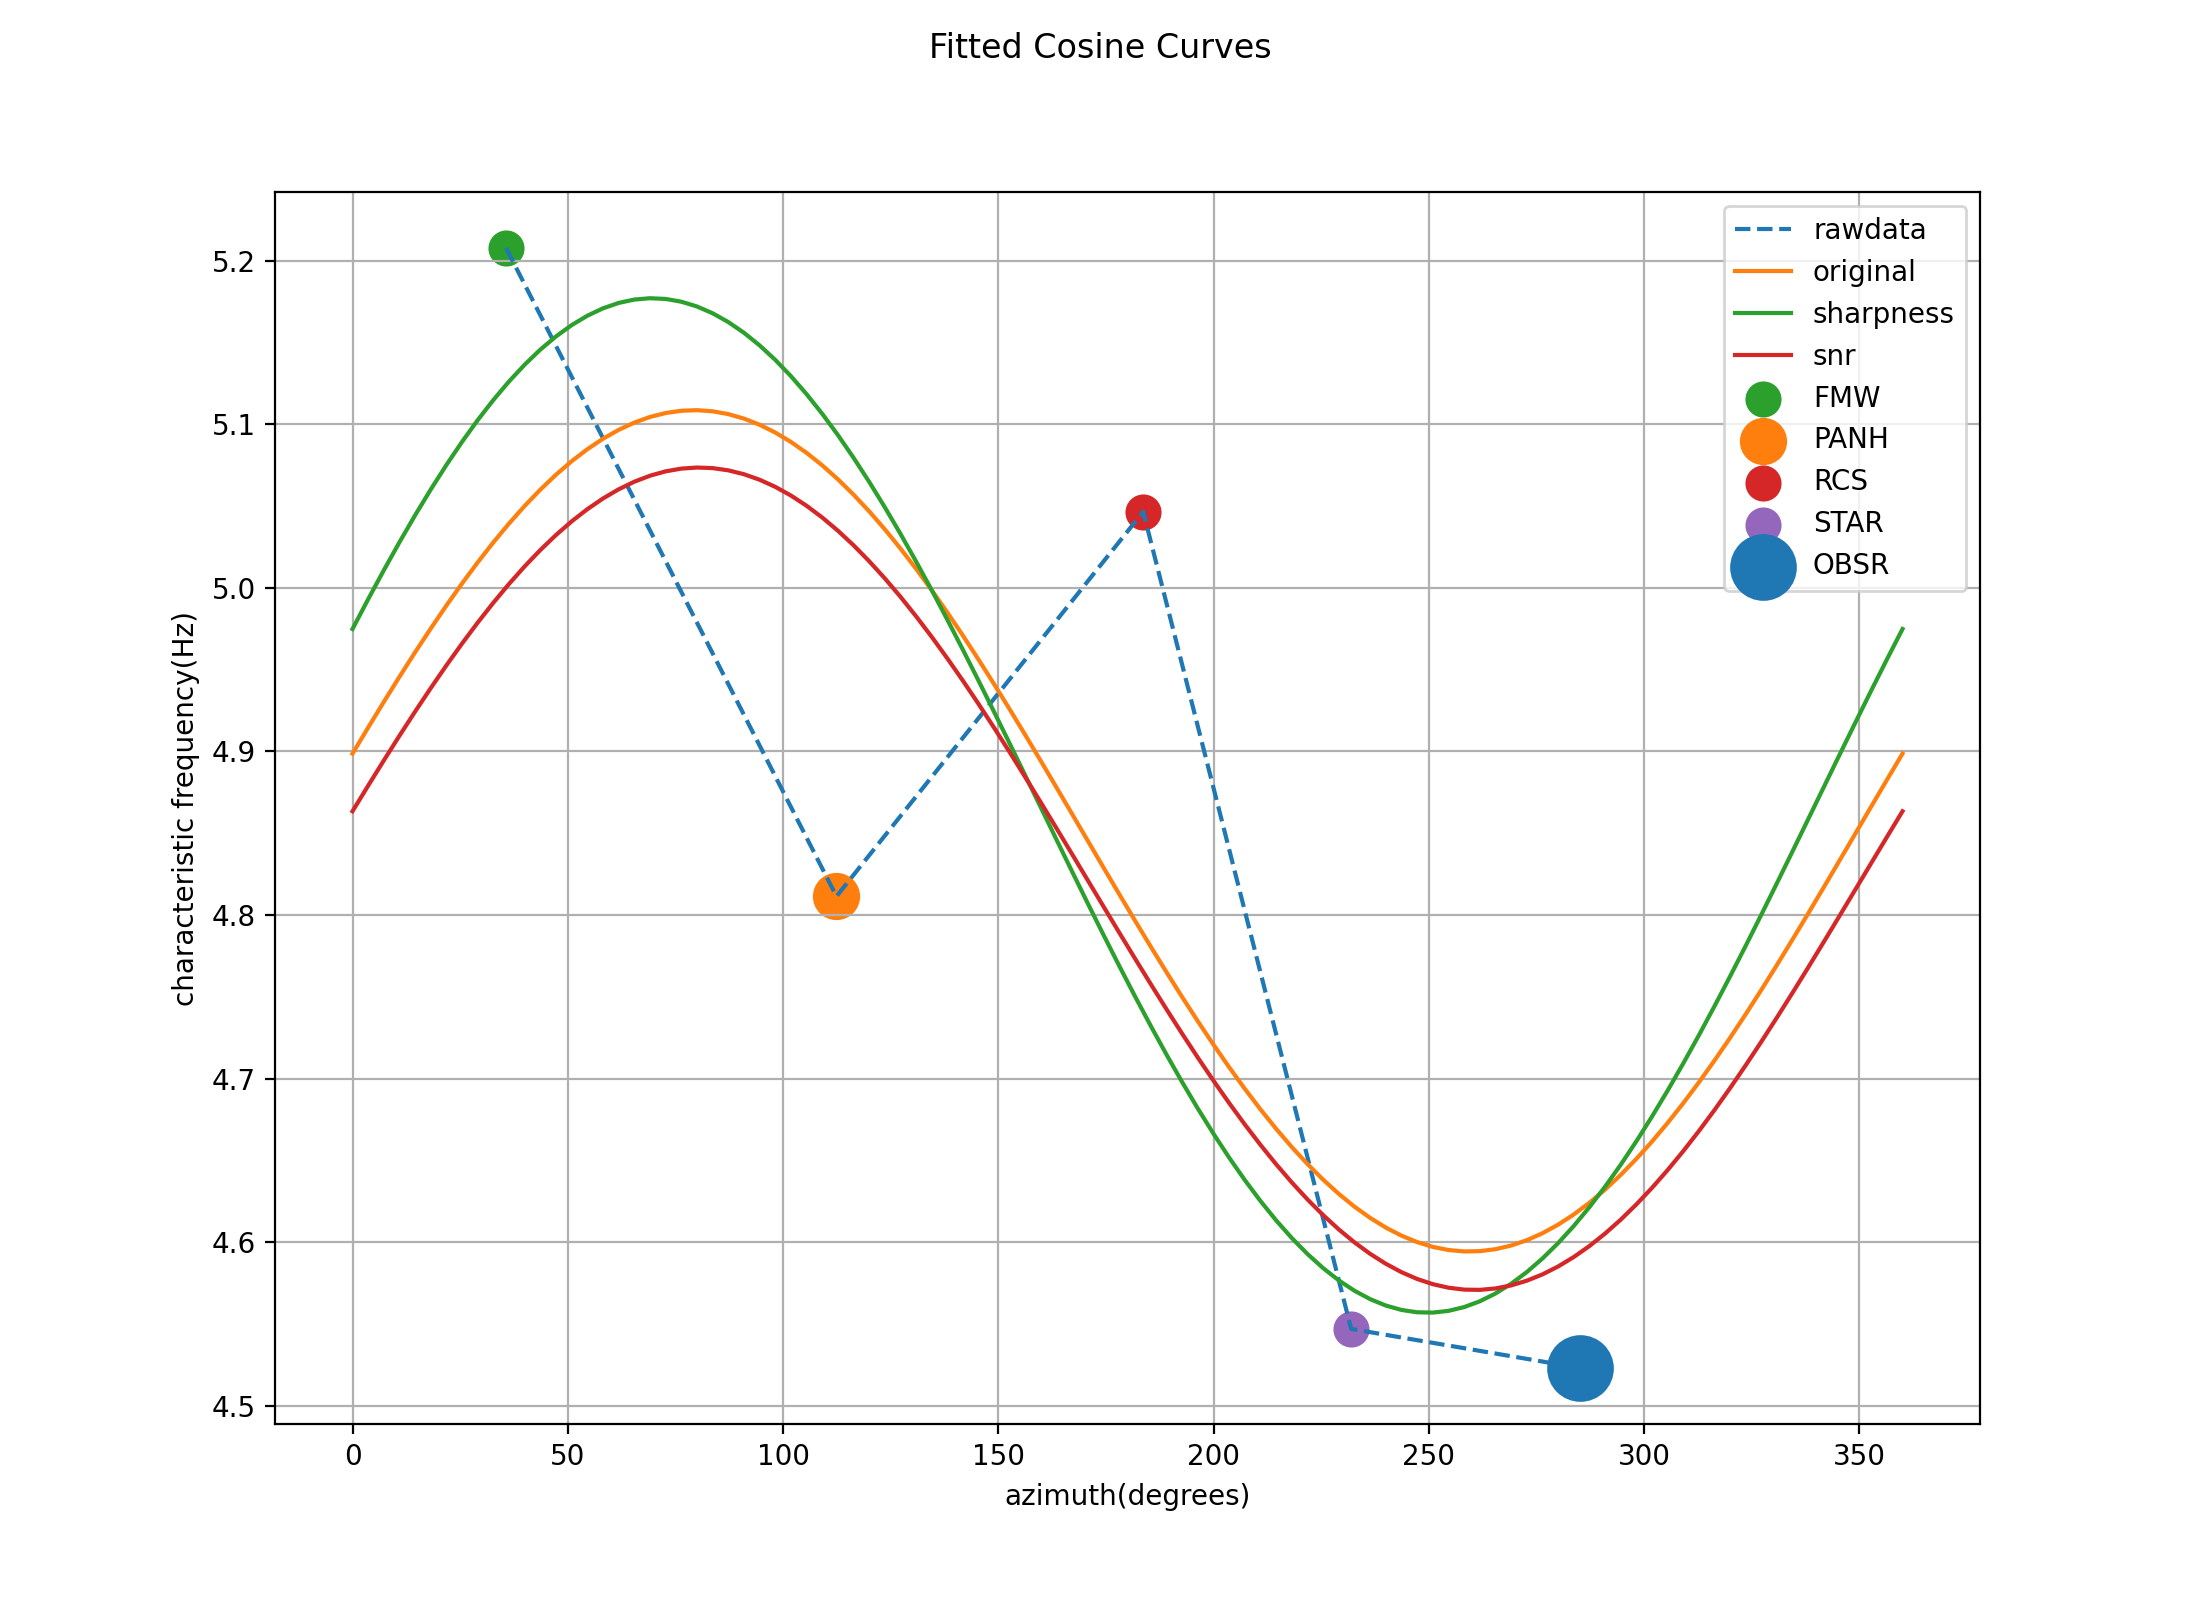 Fitted Cosine Curves
rawdata
original
sharpness
snr
FMW
PANH
RCS
STAR
OBSR
5.2
5.1
5.0
4.9
4.8
4.7
4.6
4.5
characteristic frequency(Hz)
0 50 100 150 200 250 300 350
azimuth(degrees)